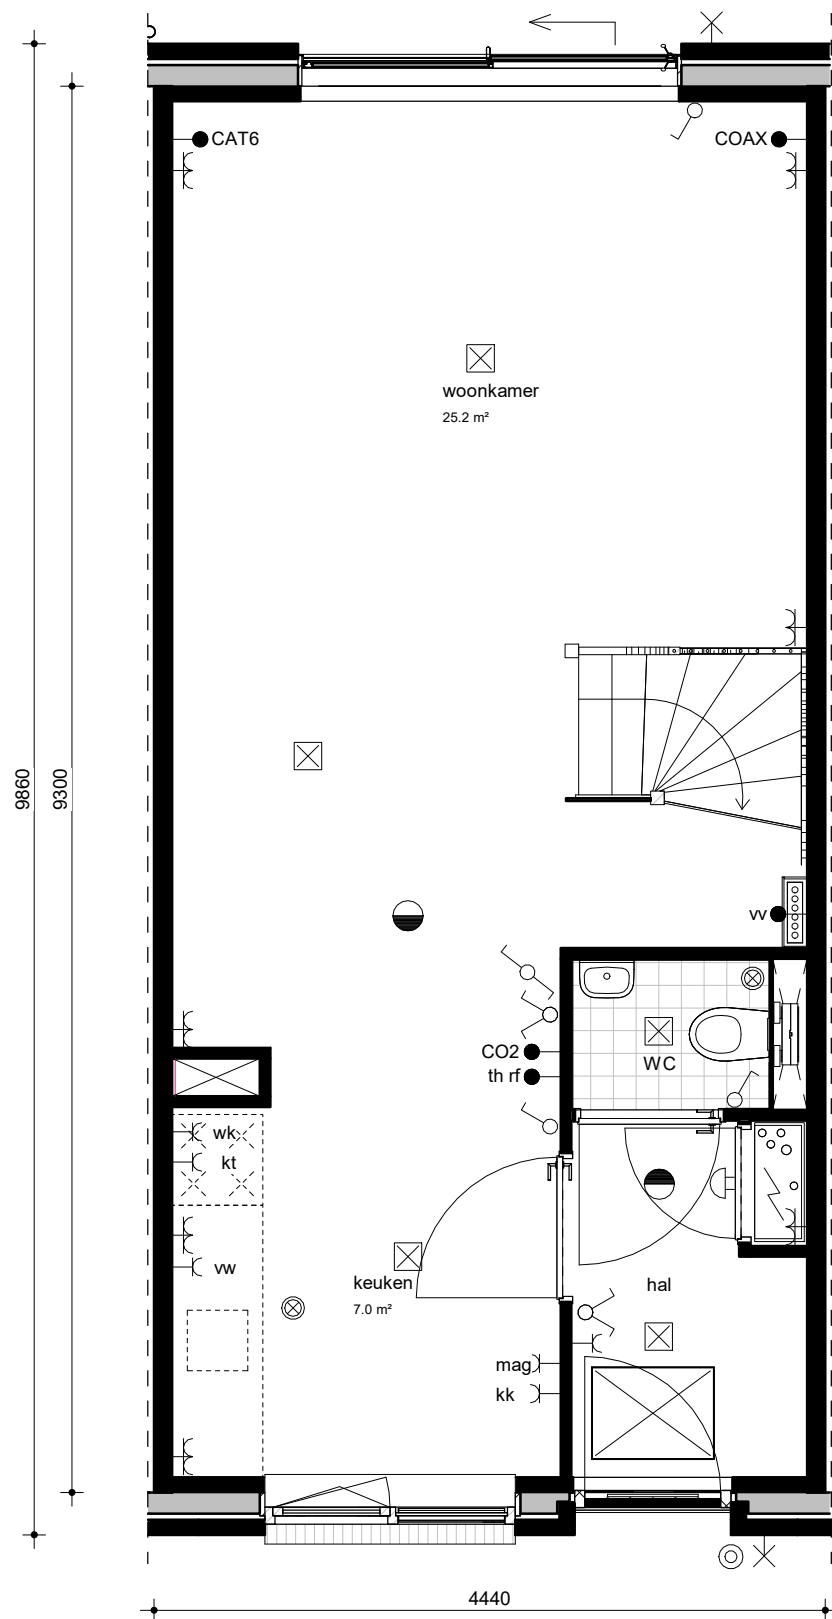 CAT6
COAX
woonkamer
25.2 m²
9860
9300
vv
CO2
th rf
WC
wk
kt
vw
keuken
7.0 m²
hal
mag
kk
4440